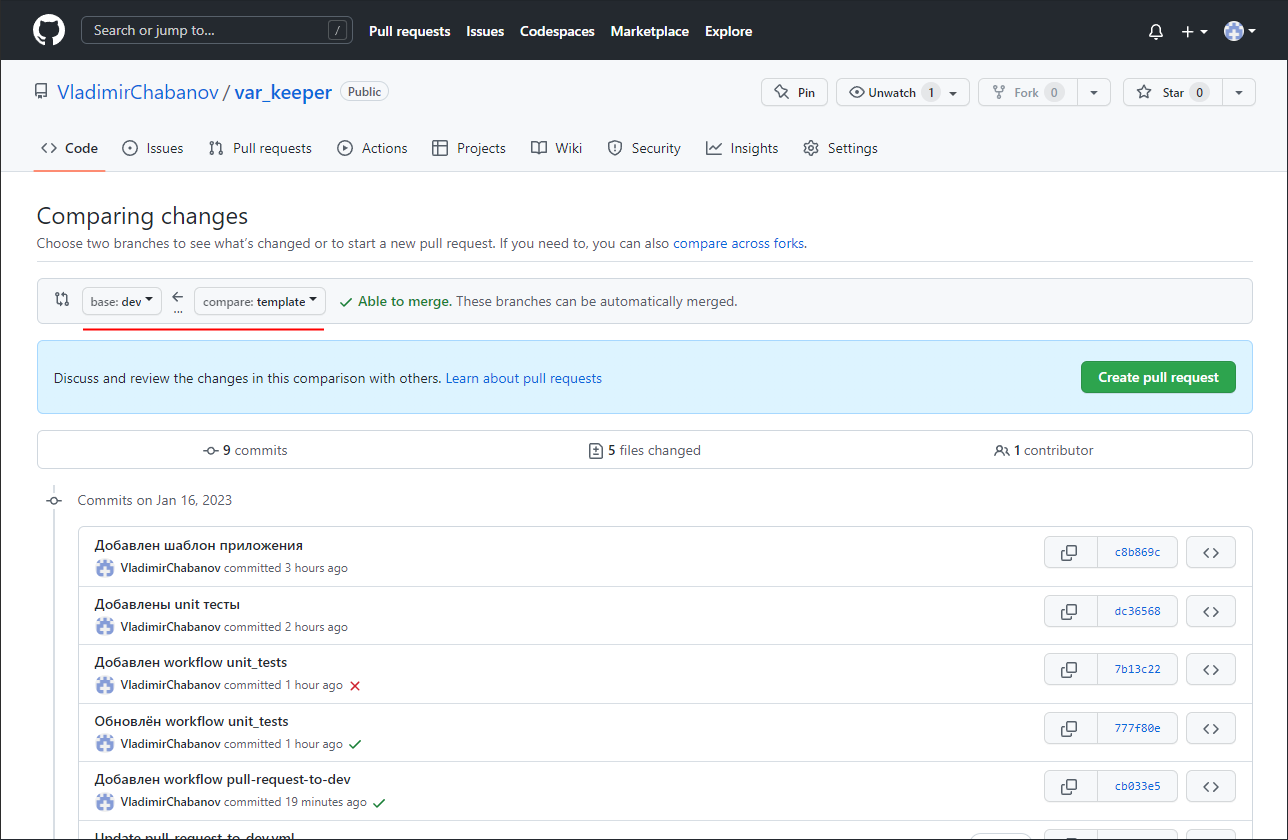 Search or jump to... / Pull requests Issues Codespaces Marketplace Explore
VladimirChabanov / var_keeper Public Pin Unwatch 1 Fork 0 Star 0
Code Issues Pull requests Actions Projects Wiki Security Insights Settings
Comparing changes
Choose two branches to see what's changed or to start a new pull request. If you need to, you can also compare across forks.
base: dev ... compare: template Able to merge. These branches can be automatically merged.
Discuss and review the changes in this comparison with others. Learn about pull requests Create pull request
9 commits 5 files changed 1 contributor
Commits on Jan 16, 2023
Добавлен шаблон приложения
VladimirChabanov committed 3 hours ago c8b869c
Добавлены unit тесты
VladimirChabanov committed 2 hours ago dc36568
Добавлен workflow unit_tests
VladimirChabanov committed 1 hour ago 7b13c22
Обновлён workflow unit_tests
VladimirChabanov committed 1 hour ago 777f80e
Добавлен workflow pull-request-to-dev
VladimirChabanov committed 19 minutes ago cb033e5
Update pull-request-to-dev.yml